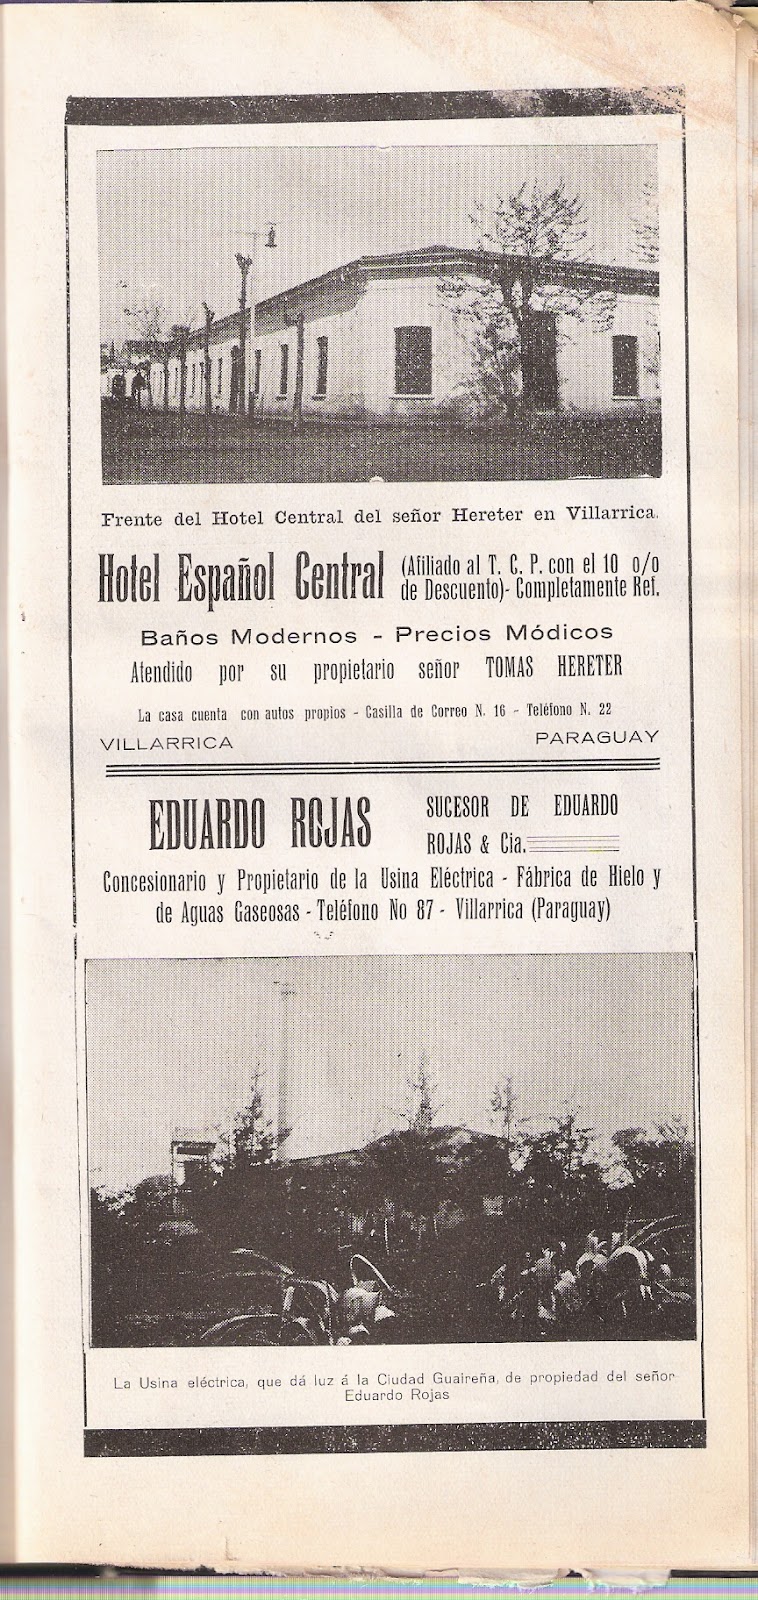 Frente del Hotel Central del señor Hereter en Villarrica.
Hotel Español Central
(Afiliado al T. C. P. con el 10 o/o
de Descuento)- Completamente Ref.
Baños Modernos - Precios Módicos
Atendido por su propietario señor TOMAS HERETER
La casa cuenta con autos propios - Casilla de Correo N. 16 - Teléfono N. 22
VILLARRICA PARAGUAY
EDUARDO ROJAS
SUCESOR DE EDUARDO
ROJAS & Cia.
Concesionario y Propietario de la Usina Eléctrica - Fábrica de Hielo y
de Aguas Gaseosas - Teléfono No 87 - Villarrica (Paraguay)
La Usina eléctrica, que dá luz á la Ciudad Guaireña, de propiedad del señor
Eduardo Rojas